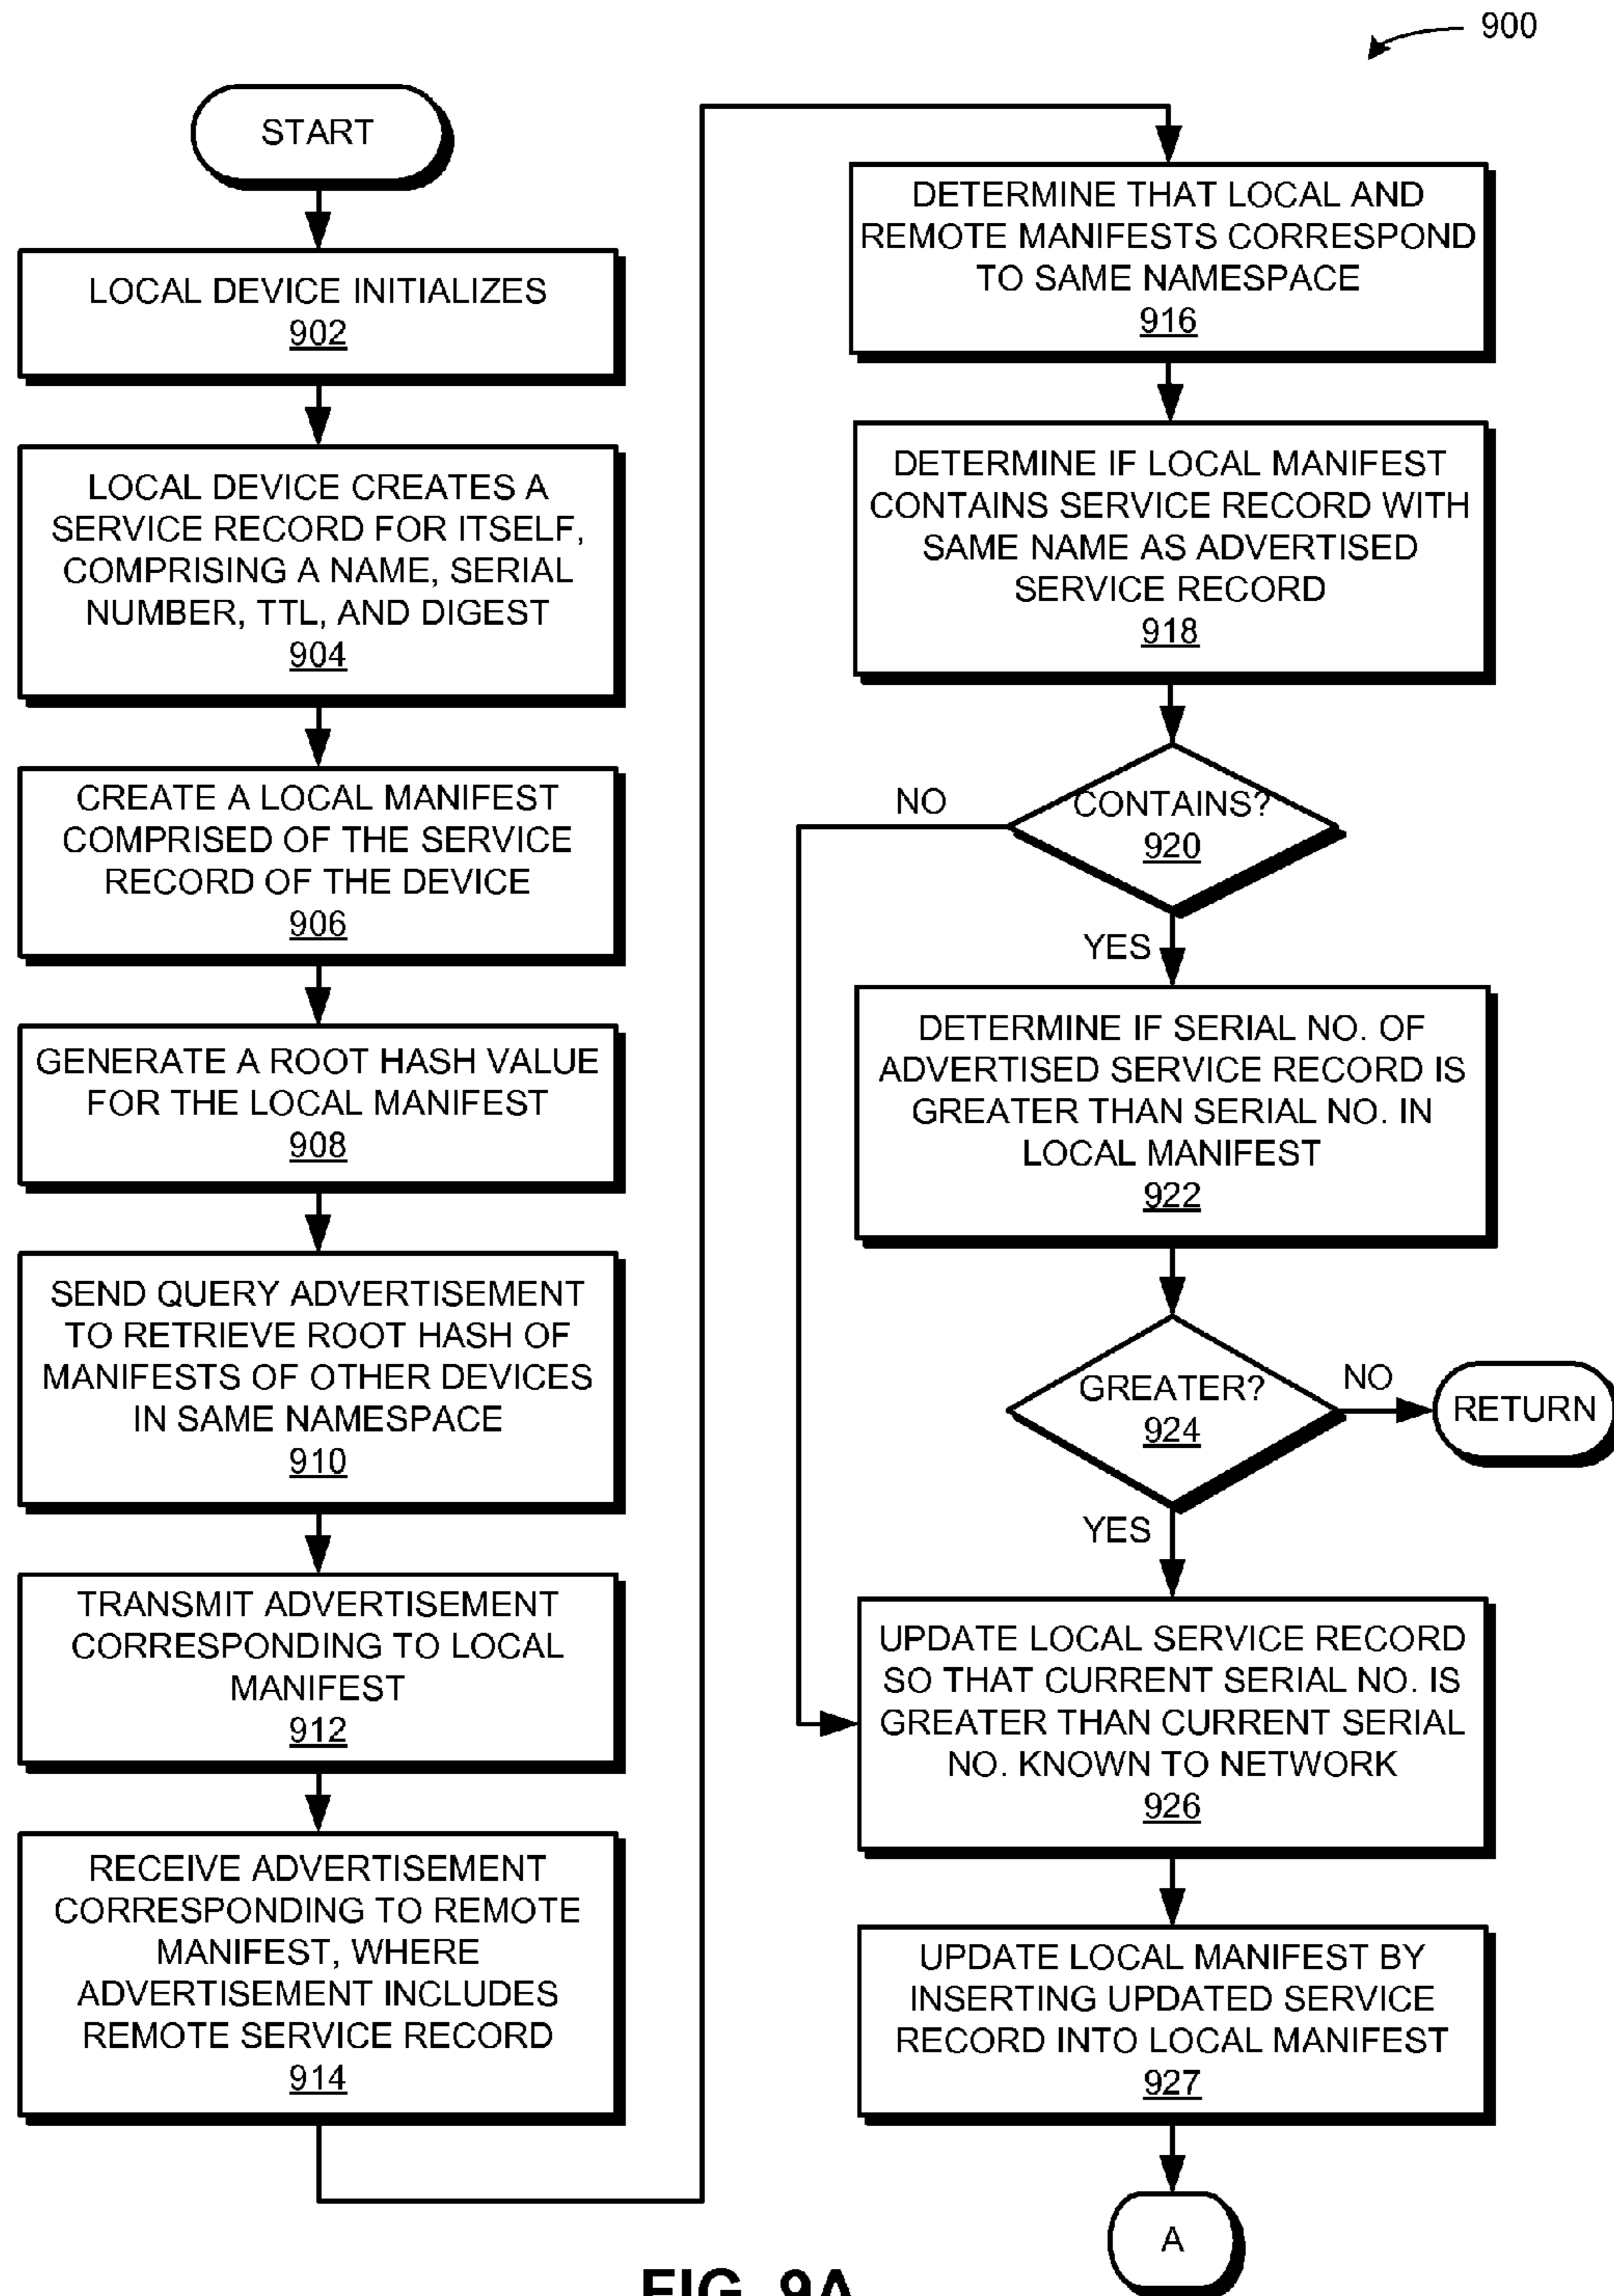 900
START
LOCAL DEVICE INITIALIZES
902
LOCAL DEVICE CREATES A
SERVICE RECORD FOR ITSELF,
COMPRISING A NAME, SERIAL
NUMBER, TTL, AND DIGEST
904
CREATE A LOCAL MANIFEST
COMPRISED OF THE SERVICE
RECORD OF THE DEVICE
906
GENERATE A ROOT HASH VALUE
FOR THE LOCAL MANIFEST
908
SEND QUERY ADVERTISEMENT
TO RETRIEVE ROOT HASH OF
MANIFESTS OF OTHER DEVICES
IN SAME NAMESPACE
910
TRANSMIT ADVERTISEMENT
CORRESPONDING TO LOCAL
MANIFEST
912
RECEIVE ADVERTISEMENT
CORRESPONDING TO REMOTE
MANIFEST, WHERE
ADVERTISEMENT INCLUDES
REMOTE SERVICE RECORD
914
DETERMINE THAT LOCAL AND
REMOTE MANIFESTS CORRESPOND
TO SAME NAMESPACE
916
DETERMINE IF LOCAL MANIFEST
CONTAINS SERVICE RECORD WITH
SAME NAME AS ADVERTISED
SERVICE RECORD
918
NO
CONTAINS?
920
YES
DETERMINE IF SERIAL NO. OF
ADVERTISED SERVICE RECORD IS
GREATER THAN SERIAL NO. IN
LOCAL MANIFEST
922
GREATER?
924
NO
RETURN
YES
UPDATE LOCAL SERVICE RECORD
SO THAT CURRENT SERIAL NO. IS
GREATER THAN CURRENT SERIAL
NO. KNOWN TO NETWORK
926
UPDATE LOCAL MANIFEST BY
INSERTING UPDATED SERVICE
RECORD INTO LOCAL MANIFEST
927
A
FIG. 9A